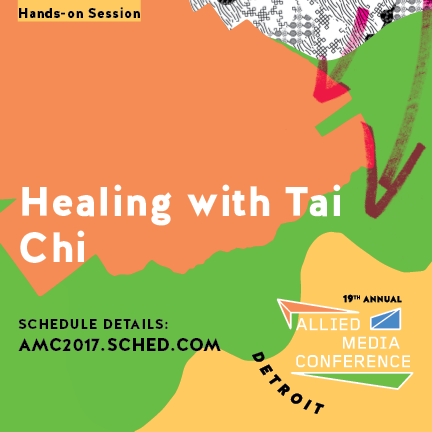 Hands-on Session
Healing with Tai
Chi
SCHEDULE DETAILS:
AMC2017.SCHED.COM
19TH ANNUAL
ALLIED
MEDIA
CONFERENCE
DETROIT